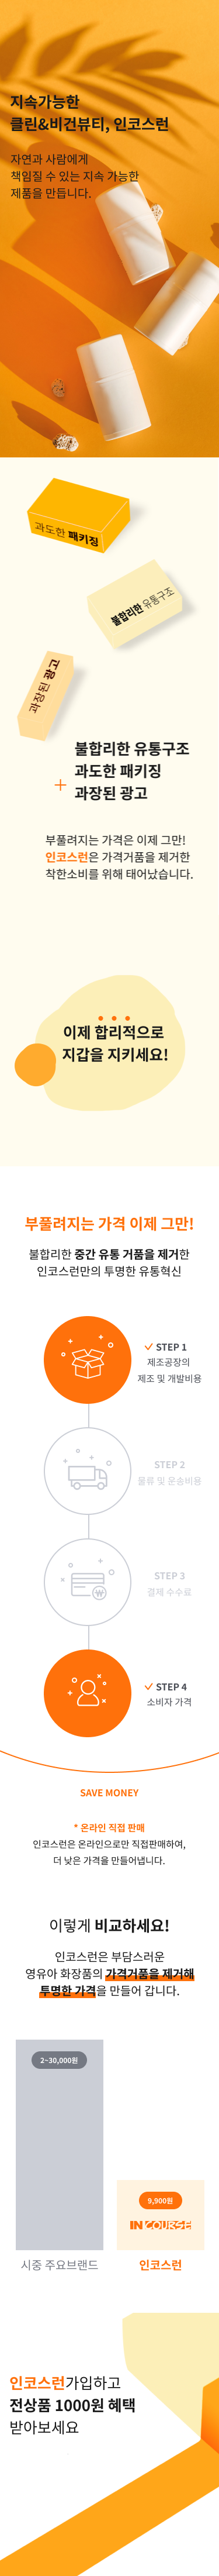 지속가능한
클린&비건뷰티, 인코스런
자연과 사람에게
책임질 수 있는 지속 가능한
제품을 만듭니다.
과도한 패키징
불합리한 유통구조
과장된 광고
불합리한 유통구조
+ 과도한 패키징
과장된 광고
부풀려지는 가격은 이제 그만!
인코스런은 가격거품을 제거한
착한소비를 위해 태어났습니다.
이제 합리적으로
지갑을 지키세요!
부풀려지는 가격 이제 그만!
불합리한 중간 유통 거품을 제거한
인코스런만의 투명한 유통혁신
STEP 1
제조공장의
제조 및 개발비용
STEP 2
물류 및 운송비용
STEP 3
결제 수수료
STEP 4
소비자 가격
SAVE MONEY
* 온라인 직접 판매
인코스런은 온라인으로만 직접판매하여,
더 낮은 가격을 만들어냅니다.
이렇게 비교하세요!
인코스런은 부담스러운
영유아 화장품의 가격거품을 제거해
투명한 가격을 만들어 갑니다.
2~30,000원
9,900원
INCOURSE
시중 주요브랜드
인코스런
인코스런가입하고
전상품 1000원 혜택
받아보세요